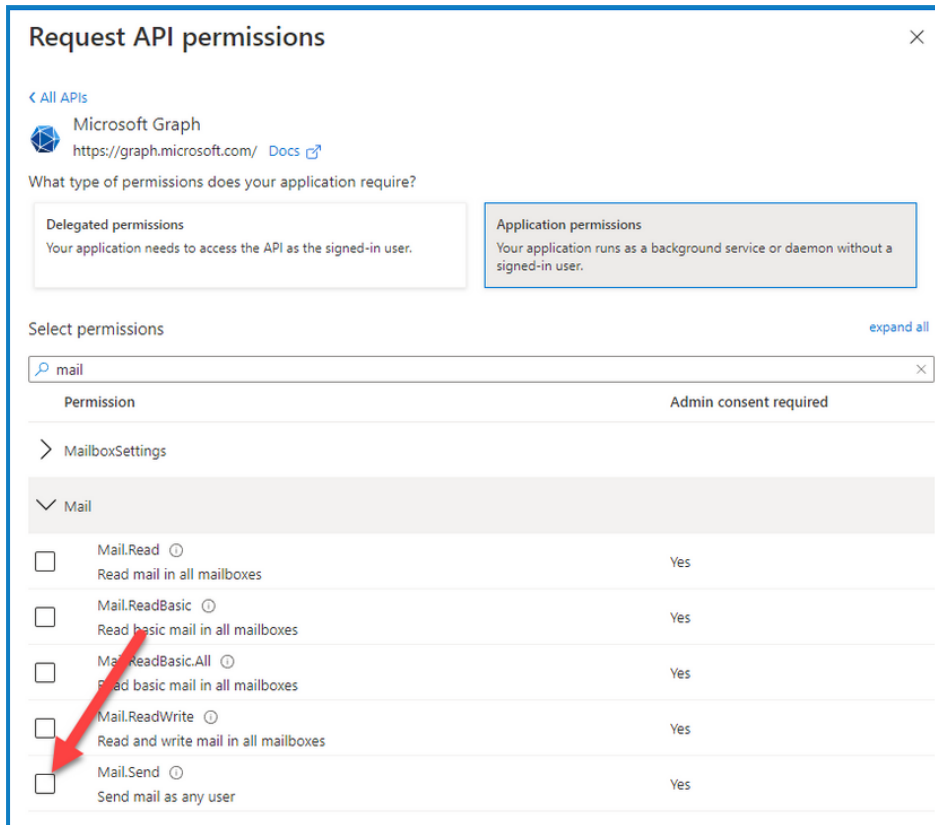 Request API permissions
All APIs
Microsoft Graph
https://graph.microsoft.com/ Docs
What type of permissions does your application require?
Delegated permissions
Your application needs to access the API as the signed-in user.
Application permissions
Your application runs as a background service or daemon without a
signed-in user.
Select permissions
expand all
mail
Permission
Admin consent required
MailboxSettings
Mail
Mail.Read
Read mail in all mailboxes
Yes
Mail.ReadBasic
Read basic mail in all mailboxes
Yes
Mail.ReadBasic.All
Read basic mail in all mailboxes
Yes
Mail.ReadWrite
Read and write mail in all mailboxes
Yes
Mail.Send
Send mail as any user
Yes